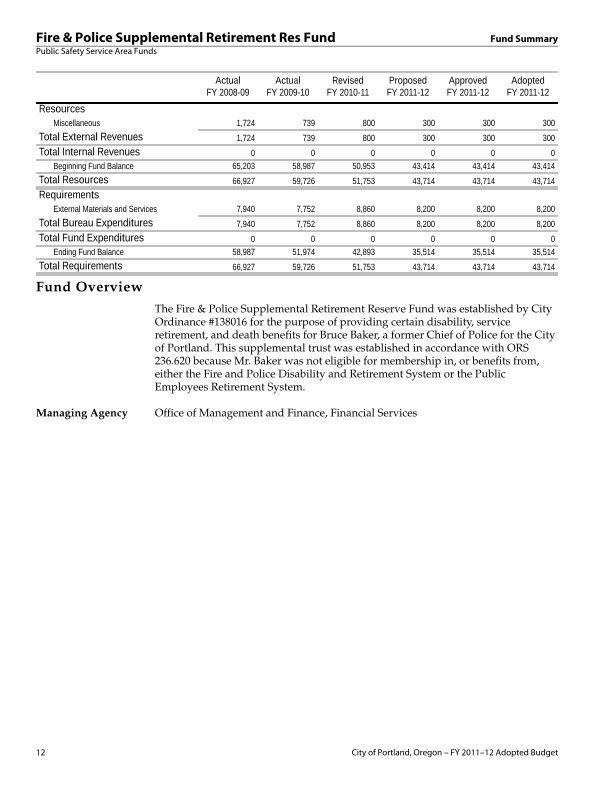 Fire & Police Supplemental Retirement Res Fund Fund Summary
Public Safety Service Area Funds
Actual Actual Revised Proposed Approved Adopted
FY 2008-09 FY 2009-10 FY 2010-11 FY 2011-12 FY 2011-12 FY 2011-12
Resources
Miscellaneous 1,724 739 800 300 300 300
Total External Revenues 1,724 739 800 300 300 300
Total Internal Revenues 0 0 0 0 0 0
Beginning Fund Balance 65,203 58,987 50,953 43,414 43,414 43,414
Total Resources 66,927 59,726 51,753 43,714 43,714 43,714
Requirements
External Materials and Services 7,940 7,752 8,860 8,200 8,200 8,200
Total Bureau Expenditures 7,940 7,752 8,860 8,200 8,200 8,200
Total Fund Expenditures 0 0 0 0 0 0
Ending Fund Balance 58,987 51,974 42,893 35,514 35,514 35,514
Total Requirements 66,927 59,726 51,753 43,714 43,714 43,714
Fund Overview
The Fire & Police Supplemental Retirement Reserve Fund was established by City
Ordinance #138016 for the purpose of providing certain disability, service
retirement, and death benefits for Bruce Baker, a former Chief of Police for the City
of Portland. This supplemental trust was established in accordance with ORS
236.620 because Mr. Baker was not eligible for membership in, or benefits from,
either the Fire and Police Disability and Retirement System or the Public
Employees Retirement System.
Managing Agency Office of Management and Finance, Financial Services
12 City of Portland, Oregon – FY 2011–12 Adopted Budget